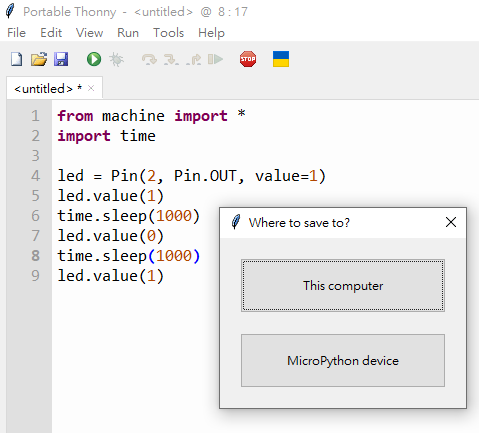 Portable Thonny - <untitled> @ 8 : 17
File Edit View Run Tools Help
STOP
<untitled> * ×
1 from machine import *
2 import time
3
4 led = Pin(2, Pin.OUT, value=1)
5 led.value(1)
6 time.sleep(1000)
7 led.value(0)
8 time.sleep(1000)
9 led.value(1)
Where to save to?
This computer
MicroPython device